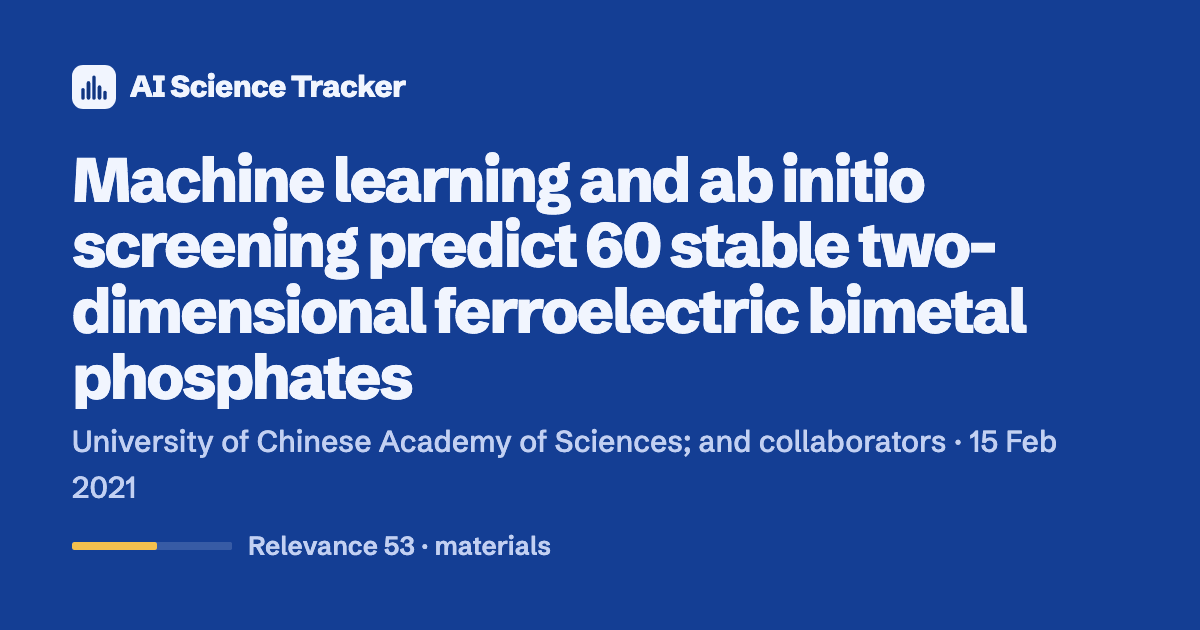 AI Science Tracker
Machine learning and ab initio
screening predict 60 stable two-
dimensional ferroelectric bimetal
phosphates
University of Chinese Academy of Sciences; and collaborators · 15 Feb
2021
Relevance 53 · materials